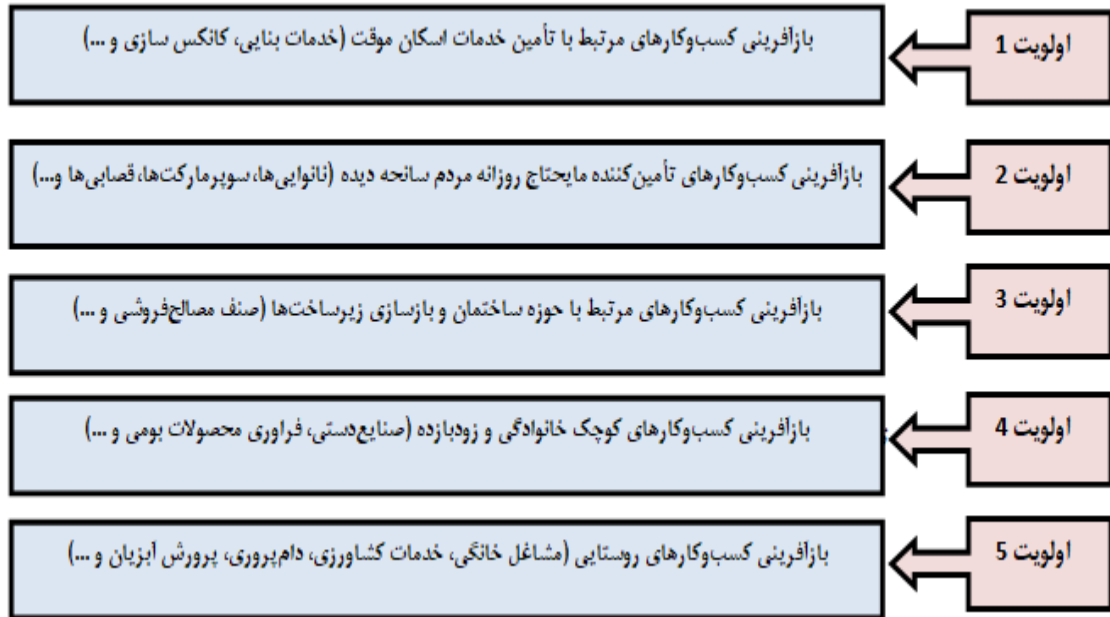 اولویت 1
بازآفرینی کسب‌وکارهای مرتبط با تأمین خدمات اسکان موقت (خدمات بنایی، کانکس سازی و ...)
اولویت 2
بازآفرینی کسب‌وکارهای تأمین‌کننده مایحتاج روزانه مردم سانحه دیده (نانوایی‌ها، سوپرمارکت‌ها، قصابی‌ها و...)
اولویت 3
بازآفرینی کسب‌وکارهای مرتبط با حوزه ساختمان و بازسازی زیرساخت‌ها (صنف مصالح‌فروشی و ...)
اولویت 4
بازآفرینی کسب‌وکارهای کوچک خانوادگی و زودبازده (صنایع‌دستی، فراوری محصولات بومی و ...)
اولویت 5
بازآفرینی کسب‌وکارهای روستایی (مشاغل خانگی، خدمات کشاورزی، دام‌پروری، پرورش آبزیان و ...)